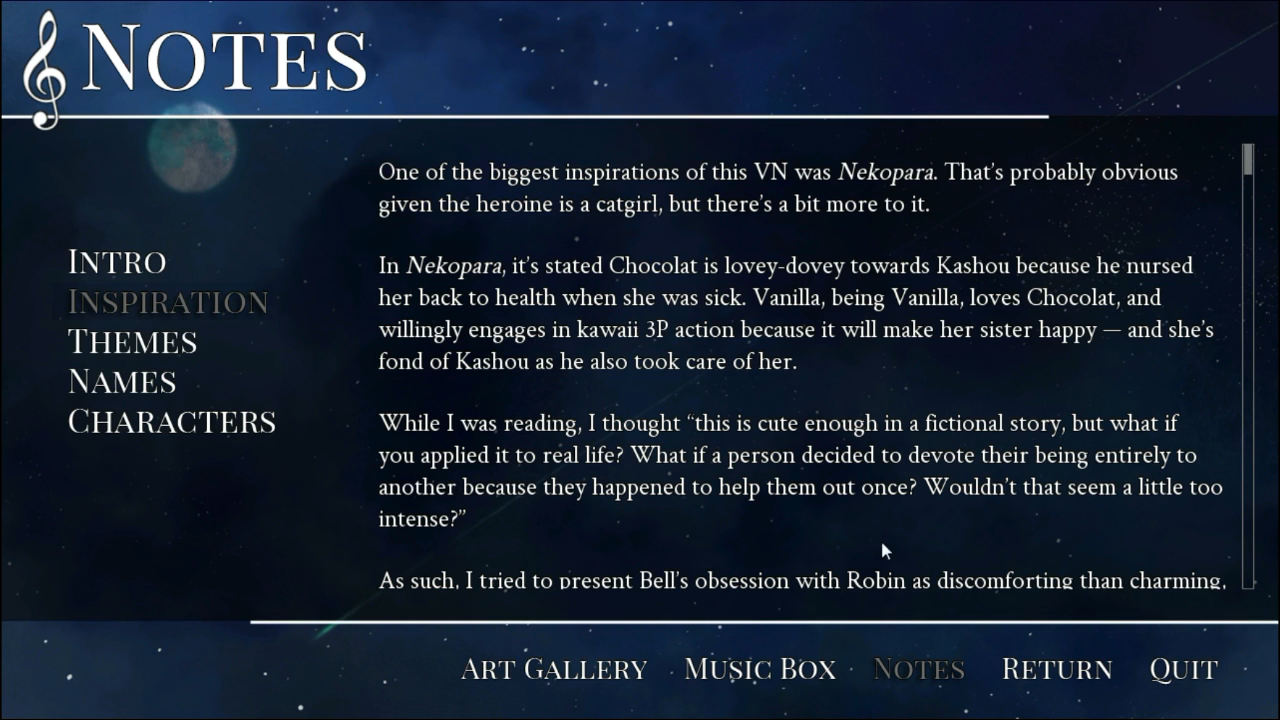 NOTES
INTRO
INSPIRATION
THEMES
NAMES
CHARACTERS
One of the biggest inspirations of this VN was Nekopara. That's probably obvious
given the heroine is a catgirl, but there's a bit more to it.
In Nekopara, it's stated Chocolat is lovey-dovey towards Kashou because he nursed
her back to health when she was sick. Vanilla, being Vanilla, loves Chocolat, and
willingly engages in kawaii 3P action because it will make her sister happy — and she's
fond of Kashou as he also took care of her.
While I was reading, I thought “this is cute enough in a fictional story, but what if
you applied it to real life? What if a person decided to devote their being entirely to
another because they happened to help them out once? Wouldn't that seem a little too
intense?”
As such, I tried to present Bell's obsession with Robin as discomforting than charming,
ART GALLERY
MUSIC BOX
NOTES
RETURN
QUIT